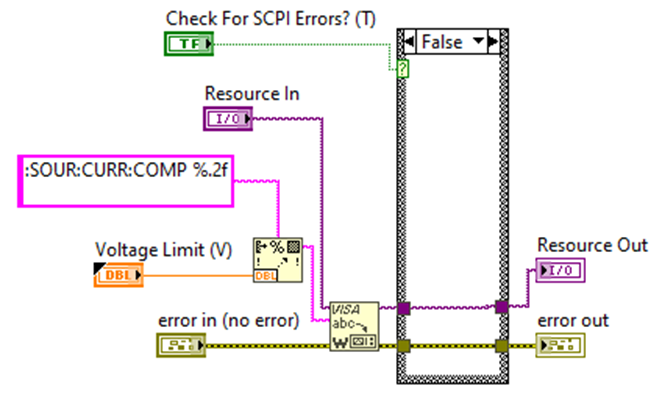 Check For SCPI Errors? (T)
TF
False
?
Resource In
I/O
:SOUR:CURR:COMP %.2f
Voltage Limit (V)
DBL
%
DBL
Resource Out
I/O
VISA
abc
W
error in (no error)
error out